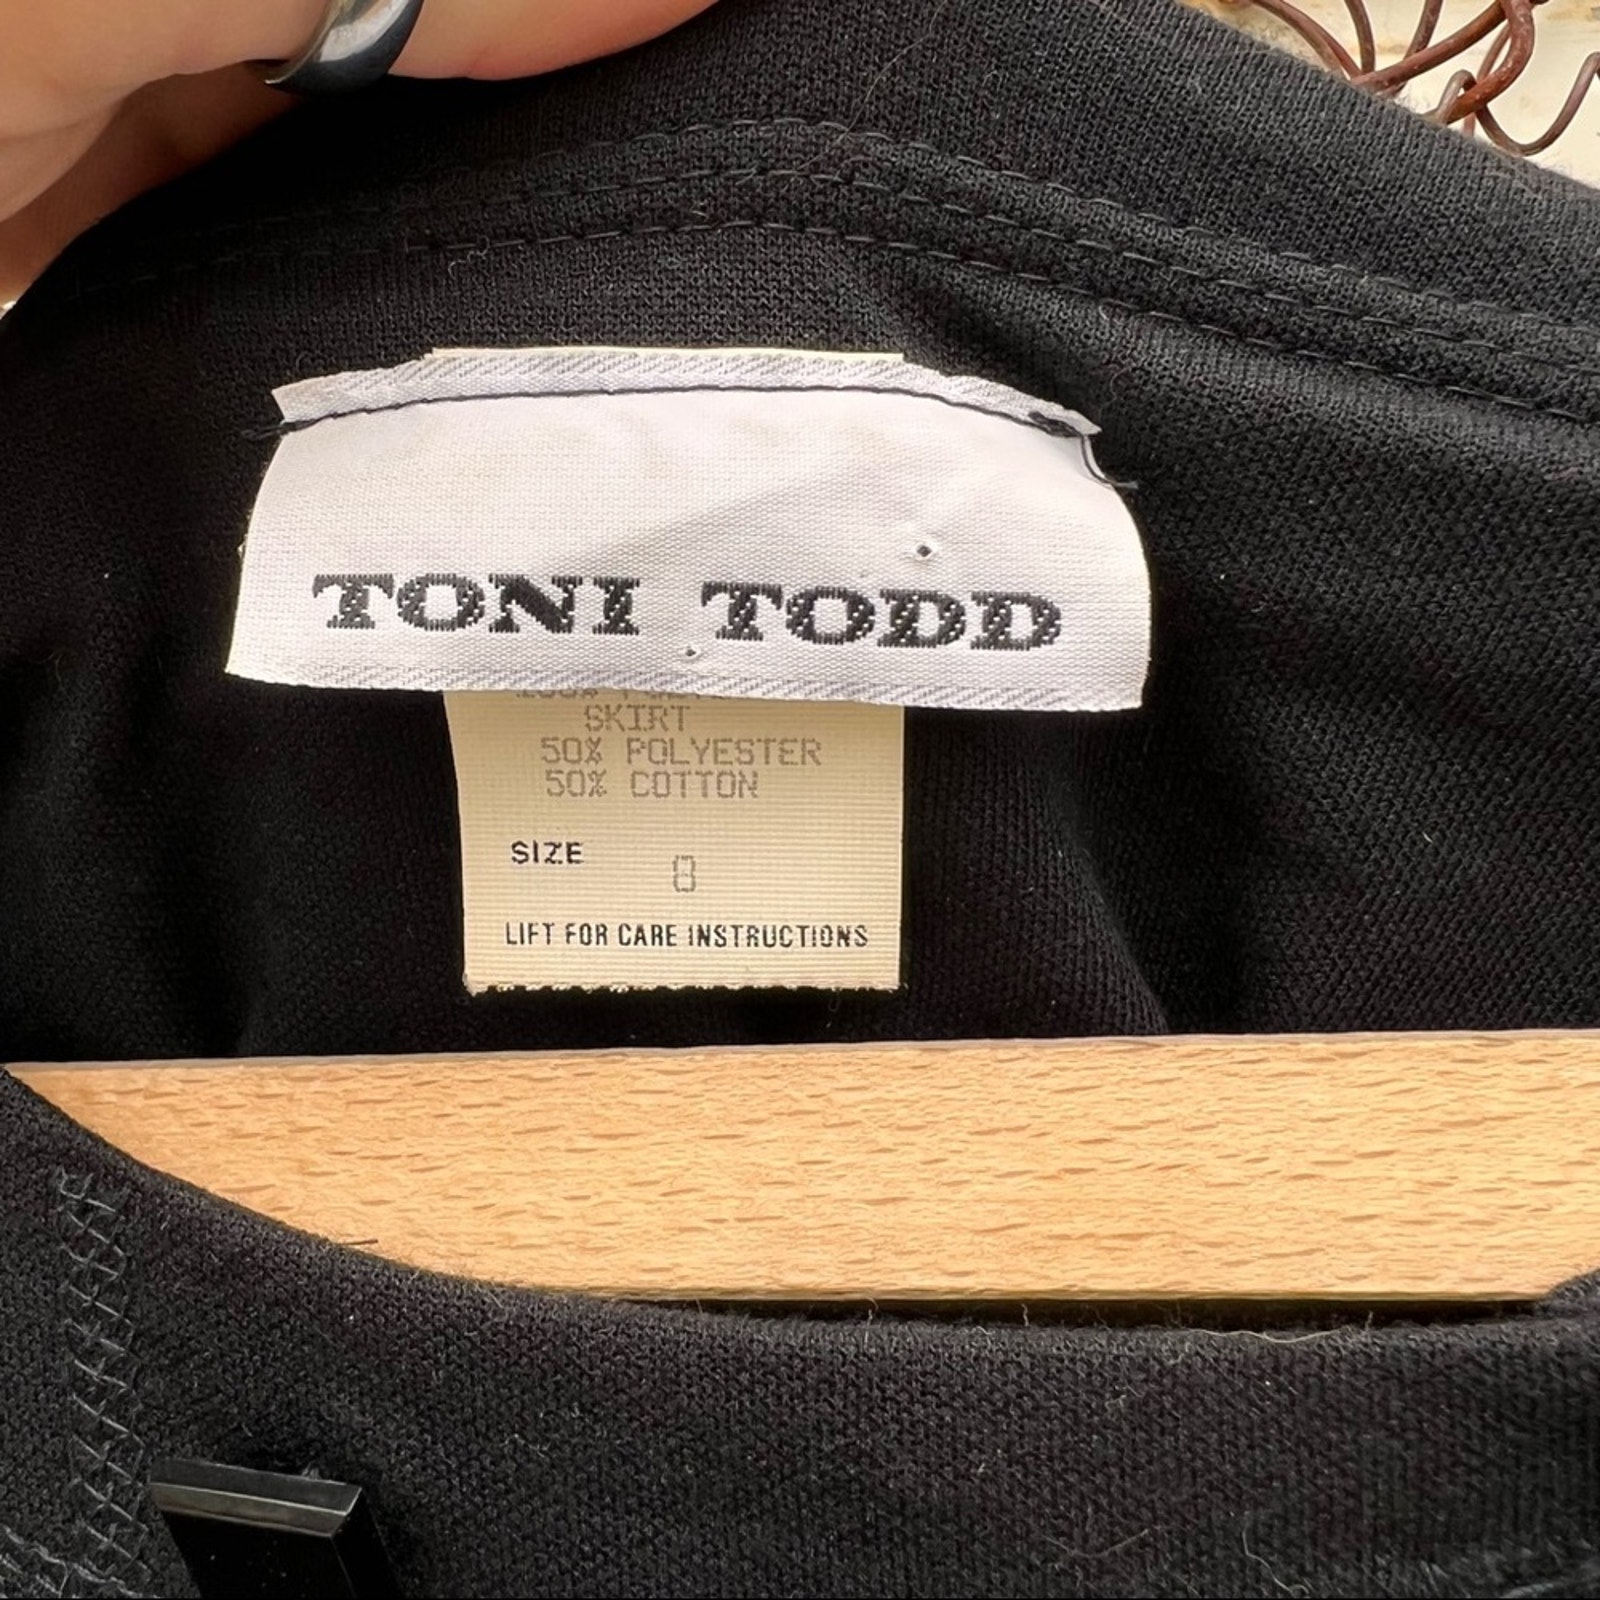 TONI TODD
SKIRT
50% POLYESTER
50% COTTON
SIZE 8
LIFT FOR CARE INSTRUCTIONS